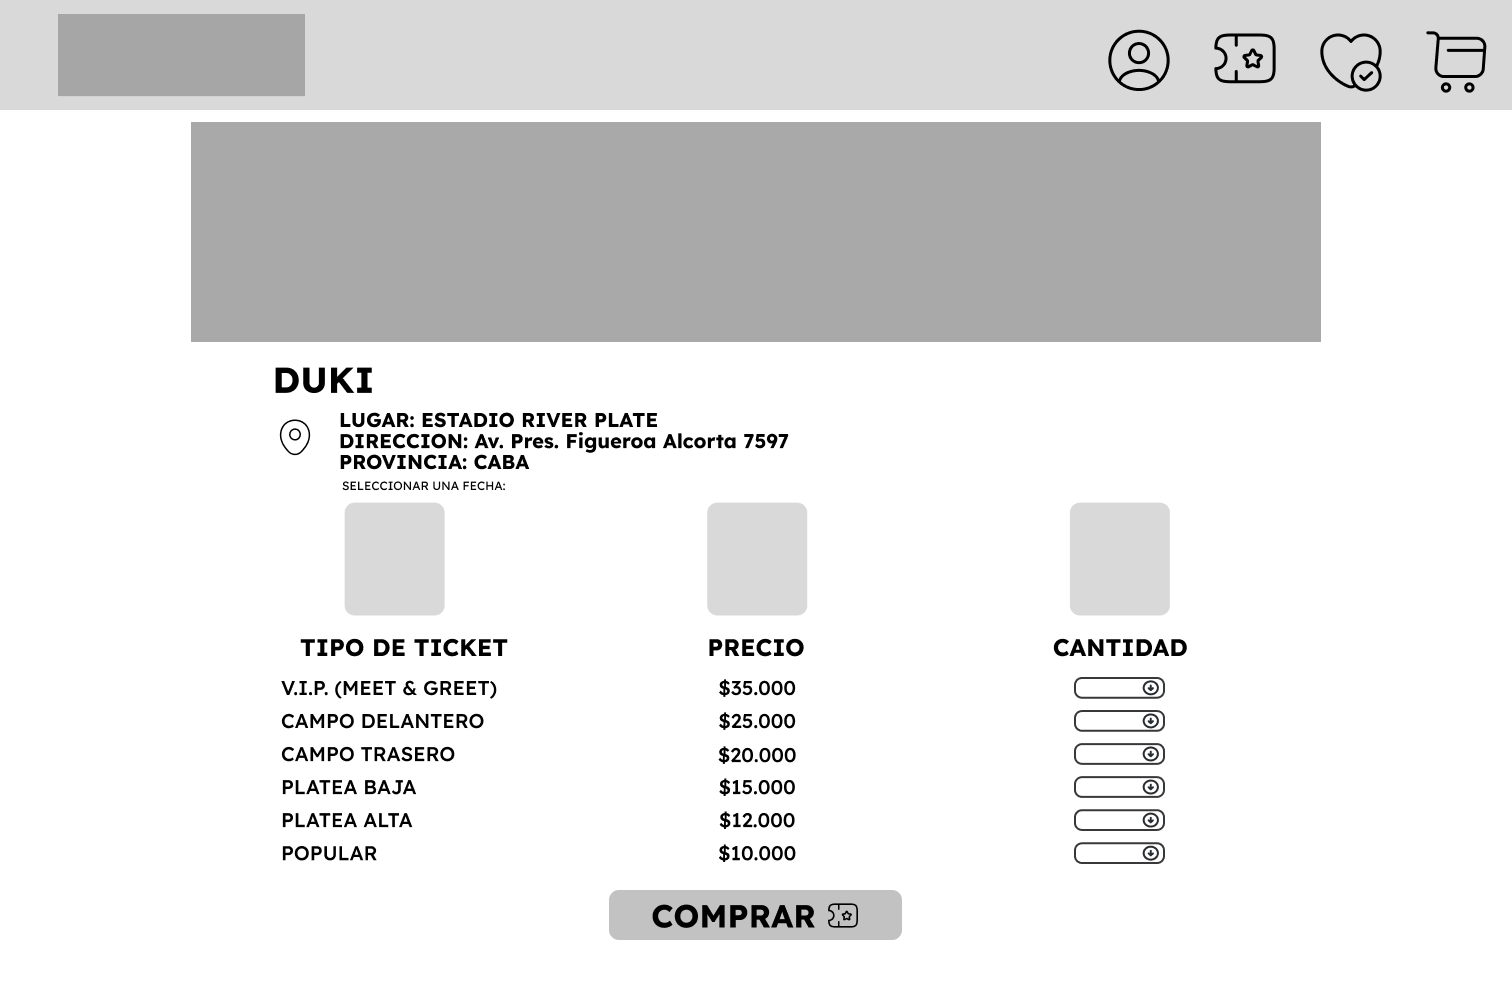 DUKI
LUGAR: ESTADIO RIVER PLATE
DIRECCION: Av. Pres. Figueroa Alcorta 7597
PROVINCIA: CABA
SELECCIONAR UNA FECHA:
TIPO DE TICKET PRECIO CANTIDAD
V.I.P. (MEET & GREET) $35.000
CAMPO DELANTERO $25.000
CAMPO TRASERO $20.000
PLATEA BAJA $15.000
PLATEA ALTA $12.000
POPULAR $10.000
COMPRAR